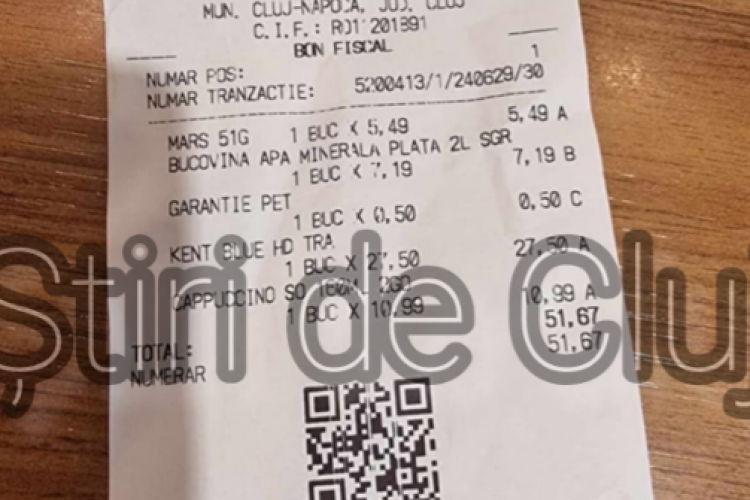 MUN. CLUJ-NAPOCA, JUD. CLUJ
C.I.F.: RO11201891
BON FISCAL
NUMAR POS: 1
NUMAR TRANZACTIE: 5200413/1/240629/30
MARS 51G 1 BUC X 5,49 5,49 A
BUCOVINA APA MINERALA PLATA 2L SGR
1 BUC X 7,19 7,19 B
GARANTIE PET
1 BUC X 0,50 0,50 C
KENT BLUE HD TRA
1 BUC X 27,50 27,50 A
CAPPUCCINO
1 BUC X 10,99 10,99 A
51,67
TOTAL: 51,67
NUMERAR
Știri de Cluj